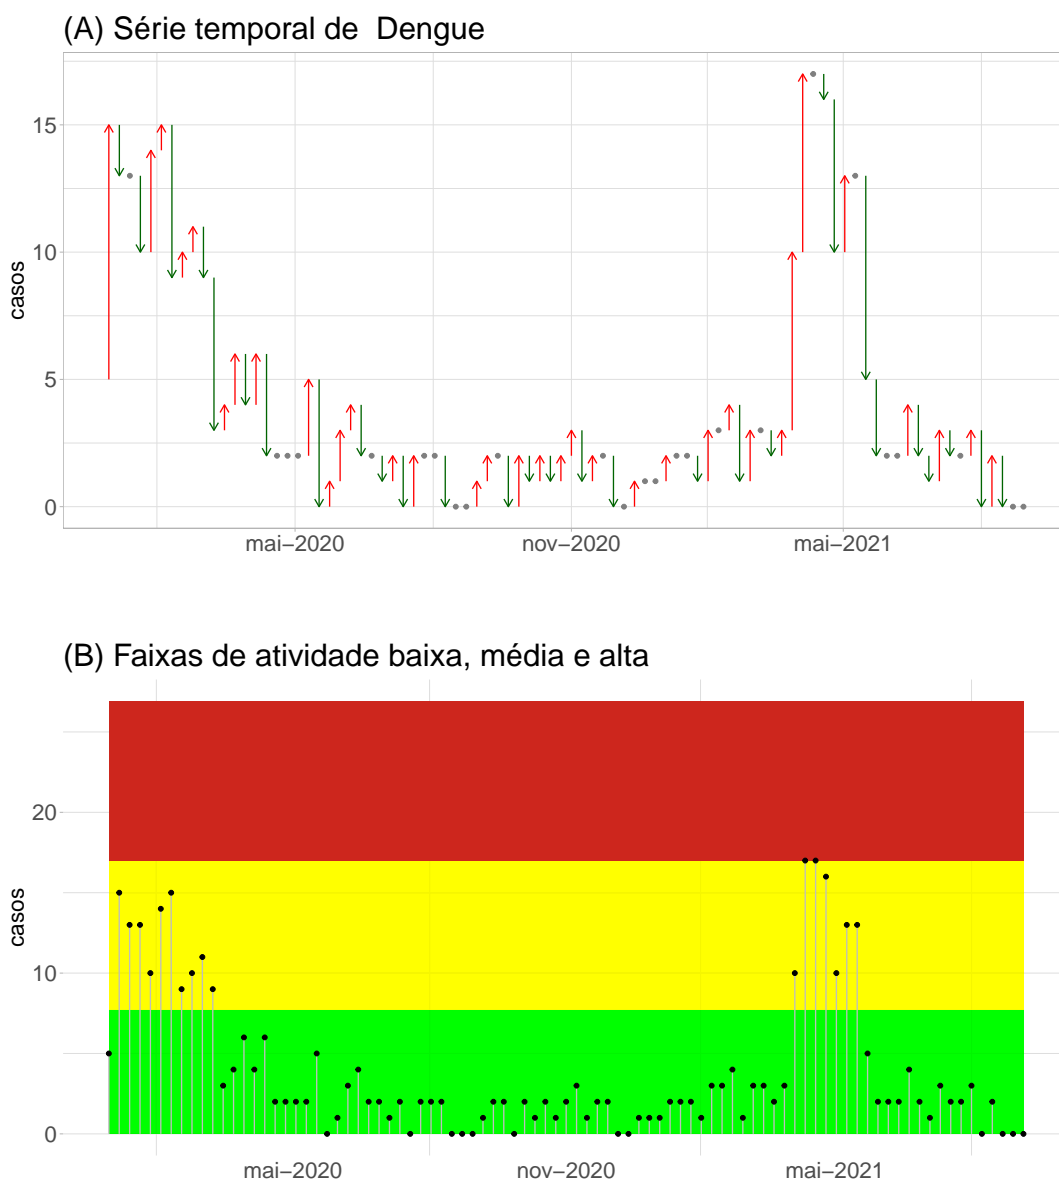 (A) Série temporal de  Dengue
casos
15
10
5
0
mai−2020
nov−2020
mai−2021
(B) Faixas de atividade baixa, média e alta
casos
20
10
0
mai−2020
nov−2020
mai−2021